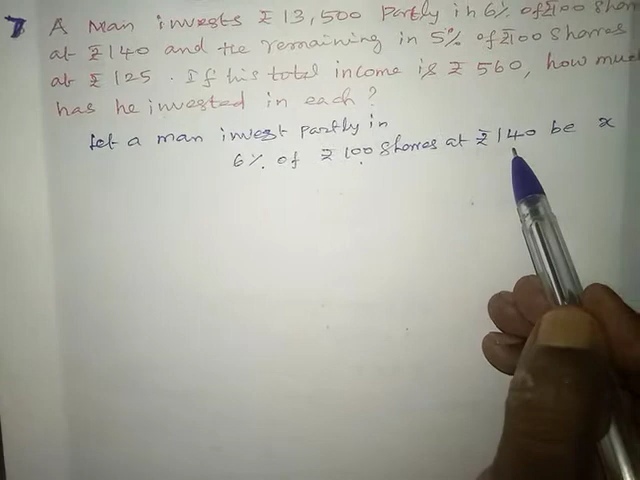 7 A Man invests ₹ 13,500 Partly in 6% of ₹100 Shares
at ₹140 and the remaining in 5% of ₹100 Shares
at ₹ 125. If his total income is ₹ 560, how much
has he invested in each?
Let a man invest partly in
6% of ₹ 100 Shares at ₹140 be x